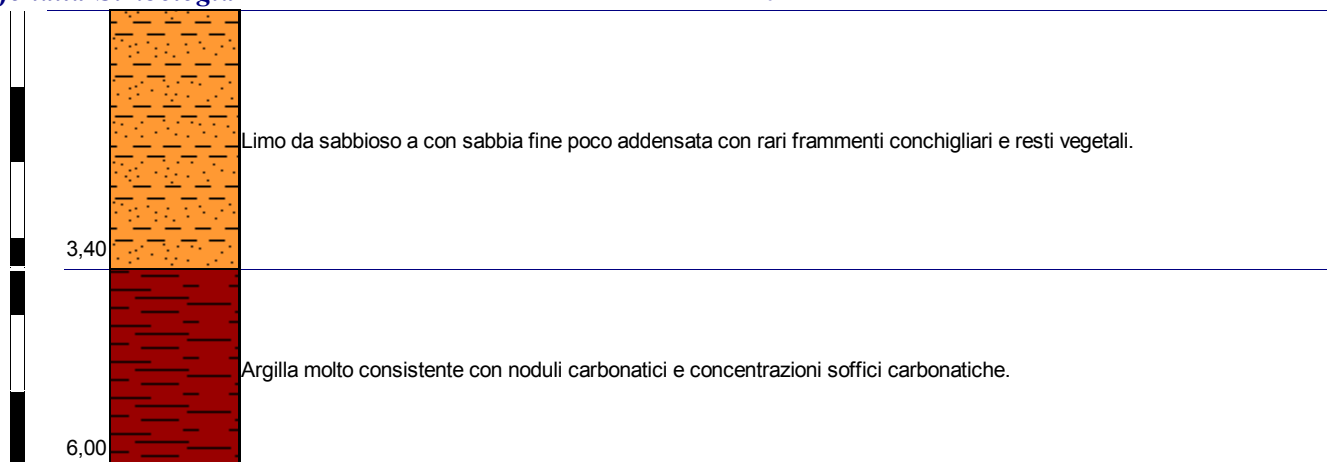 Limo da sabbioso a con sabbia fine poco addensata con rari frammenti conchigliari e resti vegetali.
3,40
Argilla molto consistente con noduli carbonatici e concentrazioni soffici carbonatiche.
6,00